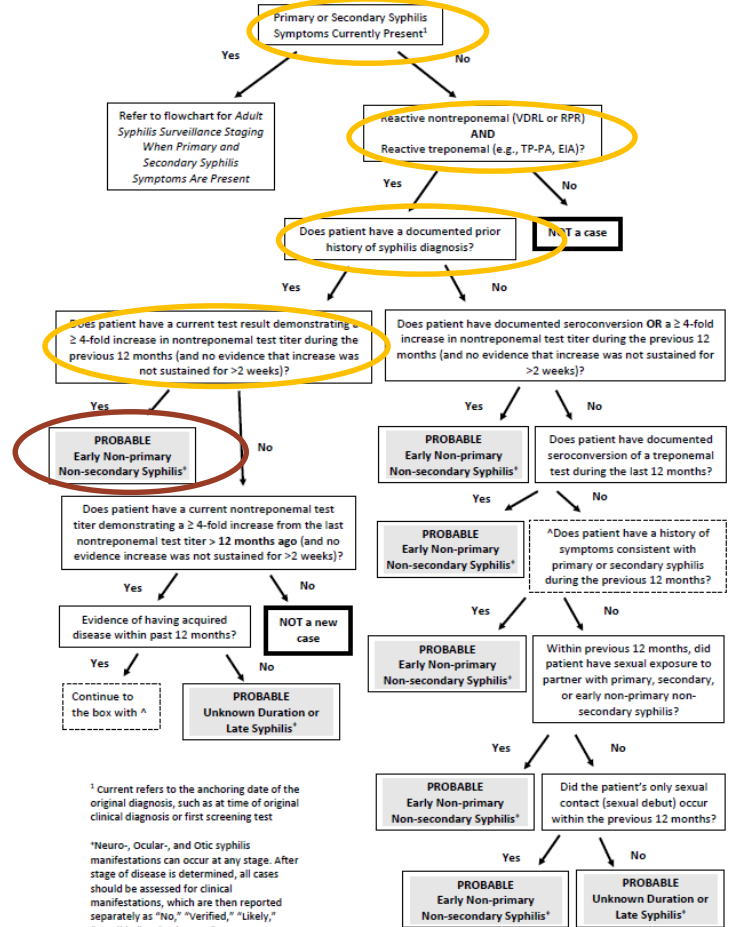 Primary or Secondary Syphilis
Symptoms Currently Present¹
Yes
No
Refer to flowchart for Adult
Syphilis Surveillance Staging
When Primary and
Secondary Syphilis
Symptoms Are Present
Reactive nontreponemal (VDRL or RPR)
AND
Reactive treponemal (e.g., TP-PA, EIA)?
Yes
No
Does patient have a documented prior
history of syphilis diagnosis?
NOT a case
Yes
No
Does patient have a current test result demonstrating a
≥ 4-fold increase in nontreponemal test titer during the
previous 12 months (and no evidence that increase was
not sustained for >2 weeks)?
Does patient have documented seroconversion OR a ≥ 4-fold
increase in nontreponemal test titer during the previous 12
months (and no evidence that increase was not sustained for
>2 weeks)?
Yes
No
Yes
No
PROBABLE
Early Non-primary
Non-secondary Syphilis⁺
PROBABLE
Early Non-primary
Non-secondary Syphilis⁺
Does patient have documented
seroconversion of a treponemal
test during the last 12 months?
Does patient have a current nontreponemal test
titer demonstrating a ≥ 4-fold increase from the last
nontreponemal test titer > 12 months ago (and no
evidence increase was not sustained for >2 weeks)?
Yes
No
PROBABLE
Early Non-primary
Non-secondary Syphilis⁺
^Does patient have a history of
symptoms consistent with
primary or secondary syphilis
during the previous 12 months?
Yes
No
Evidence of having acquired
disease within past 12 months?
NOT a new
case
Yes
No
PROBABLE
Early Non-primary
Non-secondary Syphilis⁺
Within previous 12 months, did
patient have sexual exposure to
partner with primary, secondary,
or early non-primary non-
secondary syphilis?
Yes
No
Continue to
the box with ^
PROBABLE
Unknown Duration or
Late Syphilis⁺
Yes
No
PROBABLE
Early Non-primary
Non-secondary Syphilis⁺
Did the patient's only sexual
contact (sexual debut) occur
within the previous 12 months?
Yes
No
PROBABLE
Early Non-primary
Non-secondary Syphilis⁺
PROBABLE
Unknown Duration or
Late Syphilis⁺
¹ Current refers to the anchoring date of the
original diagnosis, such as at time of original
clinical diagnosis or first screening test
⁺Neuro-, Ocular-, and Otic syphilis
manifestations can occur at any stage. After
stage of disease is determined, all cases
should be assessed for clinical
manifestations, which are then reported
separately as “No,” “Verified,” “Likely,”